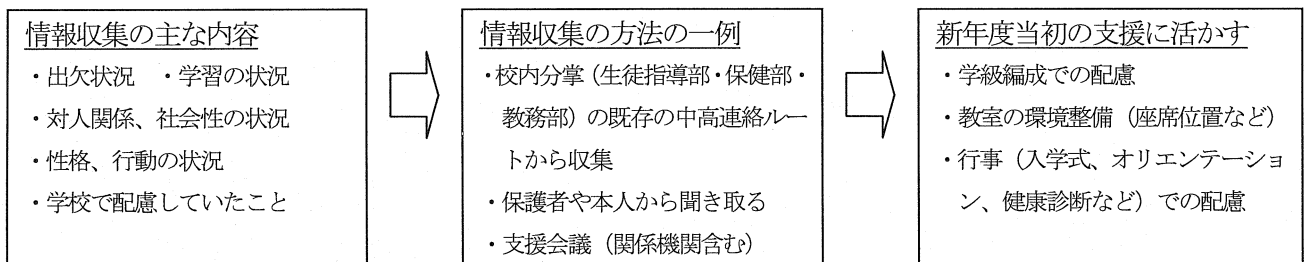 情報収集の主な内容
・出欠状況 ・学習の状況
・対人関係、社会性の状況
・性格、行動の状況
・学校で配慮していたこと
情報収集の方法の一例
・校内分掌（生徒指導部・保健部・
教務部）の既存の中高連絡ルー
トから収集
・保護者や本人から聞き取る
・支援会議（関係機関含む）
新年度当初の支援に活かす
・学級編成での配慮
・教室の環境整備（座席位置など）
・行事（入学式、オリエンテーショ
ン、健康診断など）での配慮